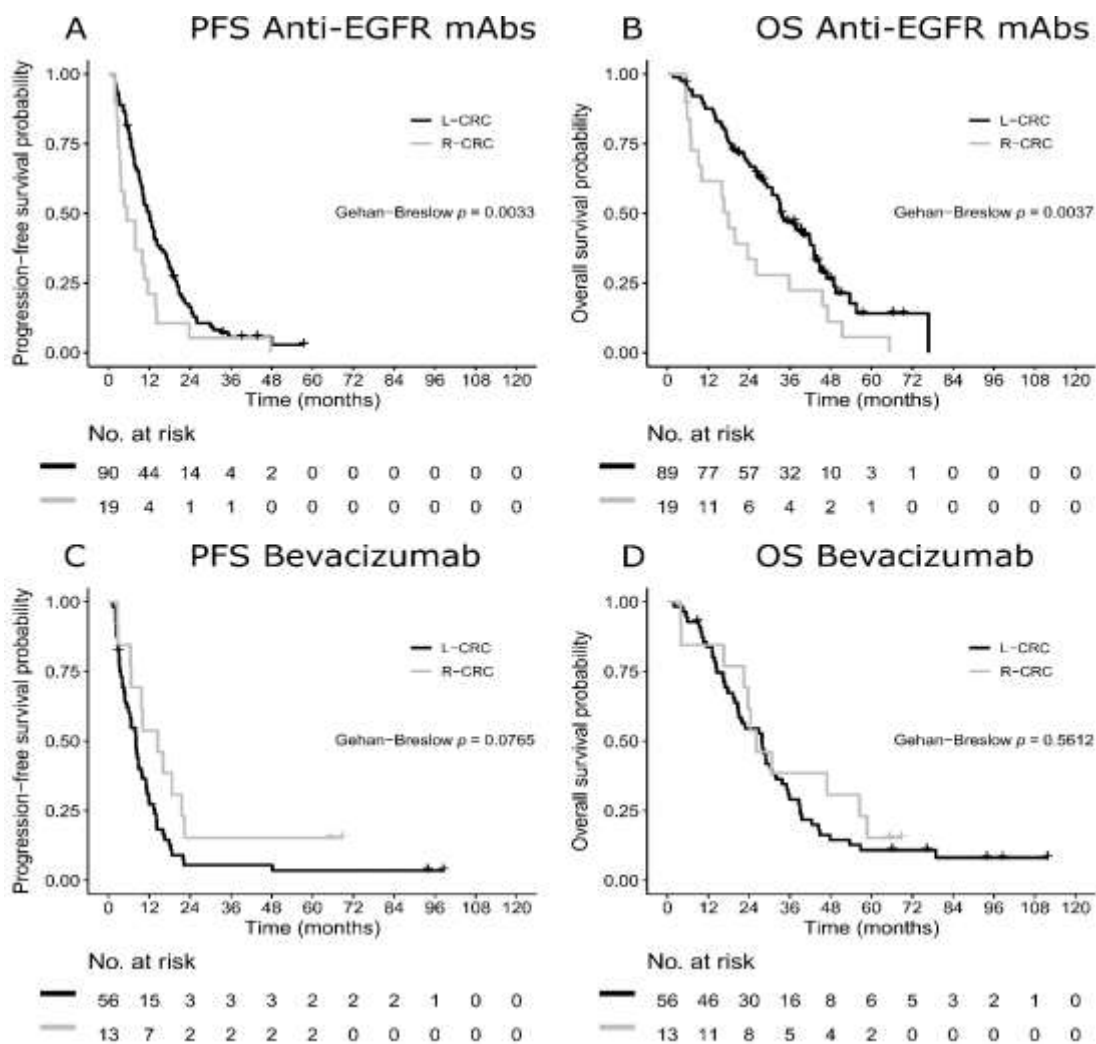 A PFS Anti-EGFR mAbs
Progression-free survival probability
1.00
0.75
0.50
0.25
0.00
L-CRC
R-CRC
Gehan-Breslow p = 0.0033
0 12 24 36 48 60 72 84 96 108 120
Time (months)
No. at risk
90 44 14 4 2 0 0 0 0 0 0
19 4 1 1 0 0 0 0 0 0 0
B OS Anti-EGFR mAbs
Overall survival probability
1.00
0.75
0.50
0.25
0.00
L-CRC
R-CRC
Gehan-Breslow p = 0.0037
0 12 24 36 48 60 72 84 96 108 120
Time (months)
No. at risk
89 77 57 32 10 3 1 0 0 0 0
19 11 6 4 2 1 0 0 0 0 0
C PFS Bevacizumab
Progression-free survival probability
1.00
0.75
0.50
0.25
0.00
L-CRC
R-CRC
Gehan-Breslow p = 0.0765
0 12 24 36 48 60 72 84 96 108 120
Time (months)
No. at risk
56 15 3 3 3 2 2 2 1 0 0
13 7 2 2 2 2 0 0 0 0 0
D OS Bevacizumab
Overall survival probability
1.00
0.75
0.50
0.25
0.00
L-CRC
R-CRC
Gehan-Breslow p = 0.5612
0 12 24 36 48 60 72 84 96 108 120
Time (months)
No. at risk
56 46 30 16 8 6 5 3 2 1 0
13 11 8 5 4 2 0 0 0 0 0